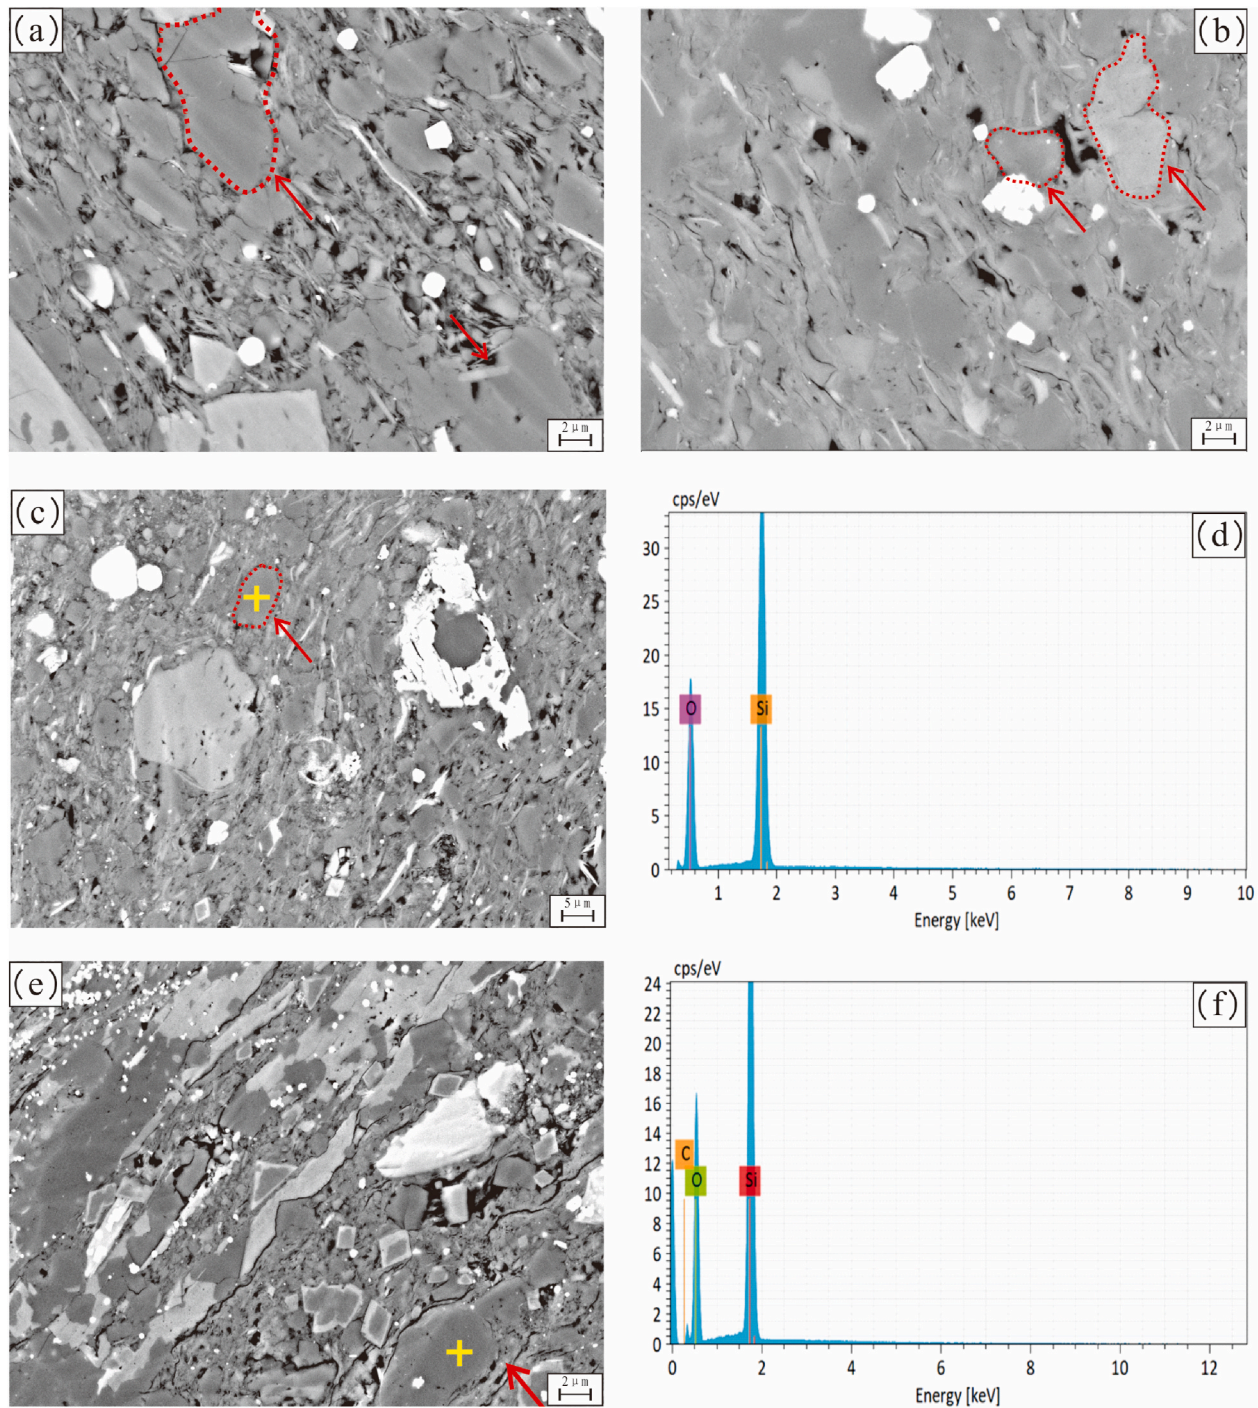 (a)
2 μm
(b)
2 μm
(c)
5 μm
cps/eV
(d)
30
25
20
15
10
5
0
O
Si
1 2 3 4 5 6 7 8 9 10
Energy [keV]
(e)
2 μm
cps/eV
(f)
24
22
20
18
16
14
12
10
8
6
4
2
0
C
O
Si
0 2 4 6 8 10 12
Energy [keV]